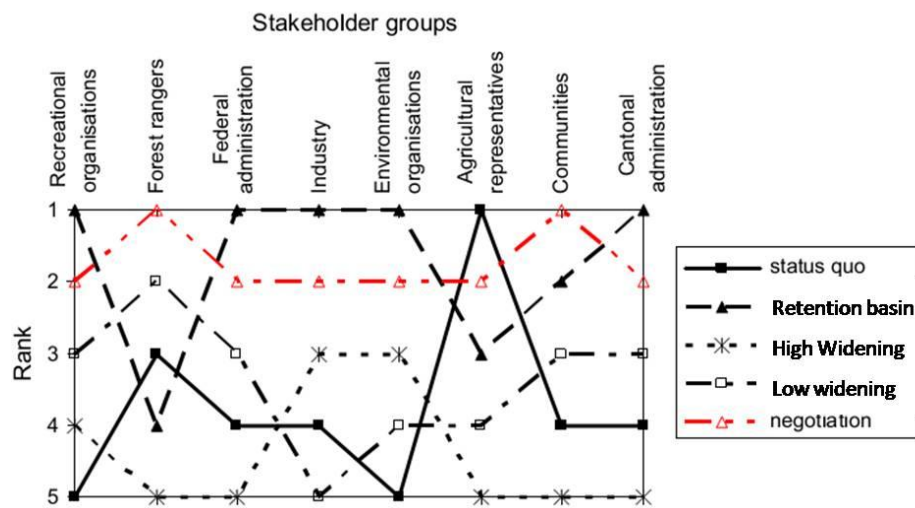 Stakeholder groups
Recreational
organisations
Forest rangers
Federal
administration
Industry
Environmental
organisations
Agricultural
representatives
Communities
Cantonal
administration
Rank
1
2
3
4
5
status quo
Retention basin
High Widening
Low widening
negotiation